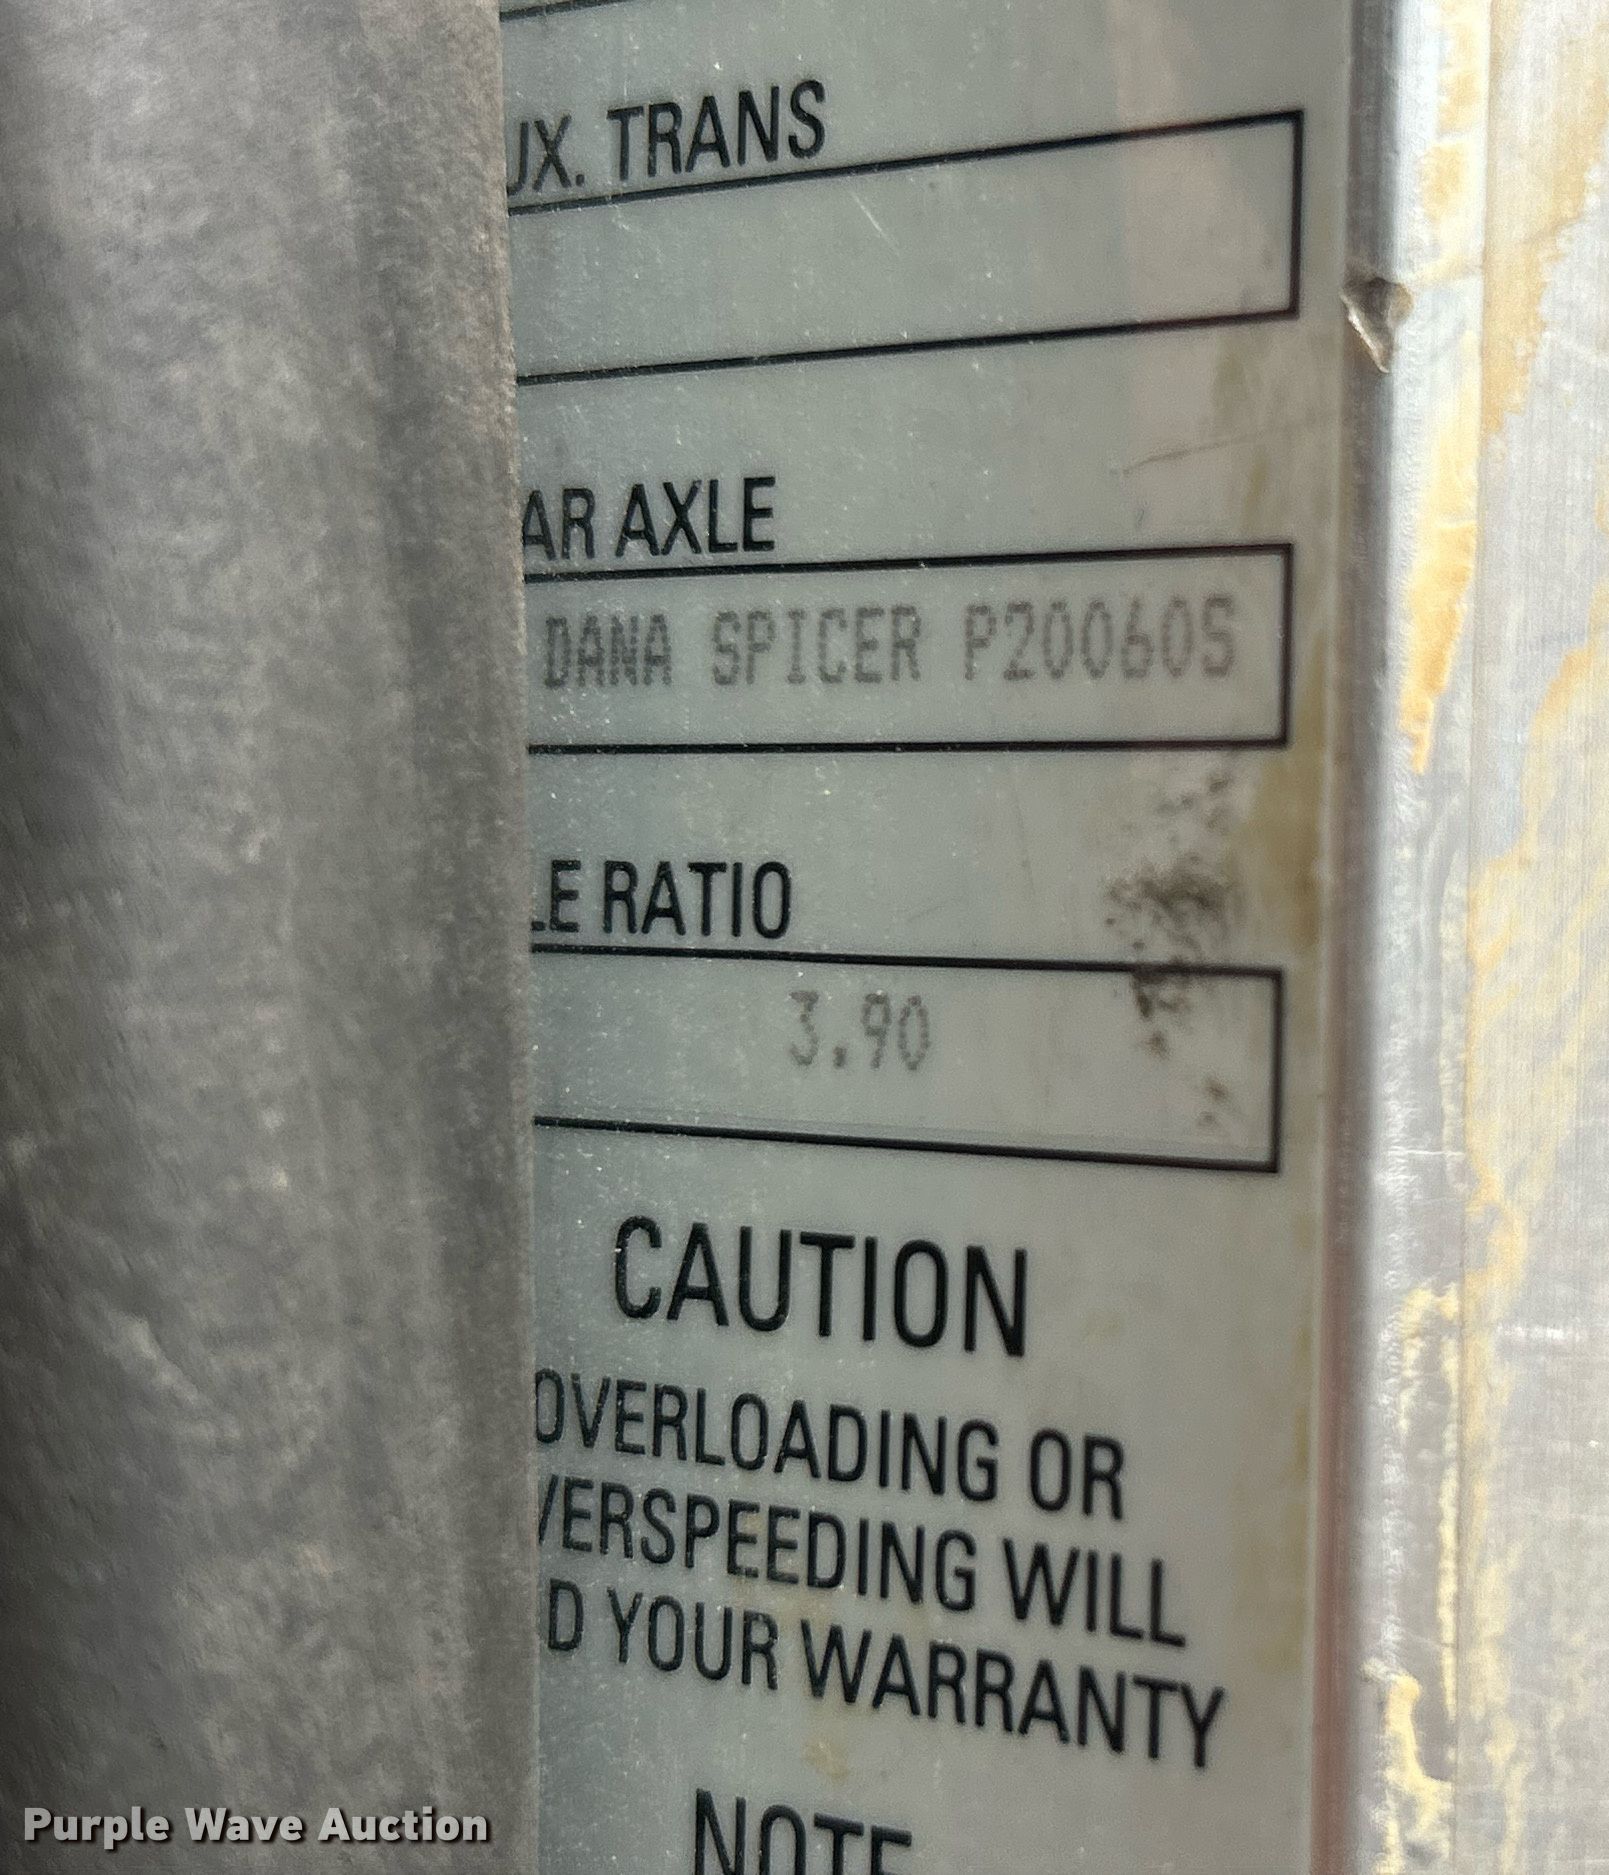 UX. TRANS
AR AXLE
DANA SPICER P20060S
LE RATIO
3.90
CAUTION
OVERLOADING OR
VERSPEEDING WILL
D YOUR WARRANTY
NOTE
Purple Wave Auction